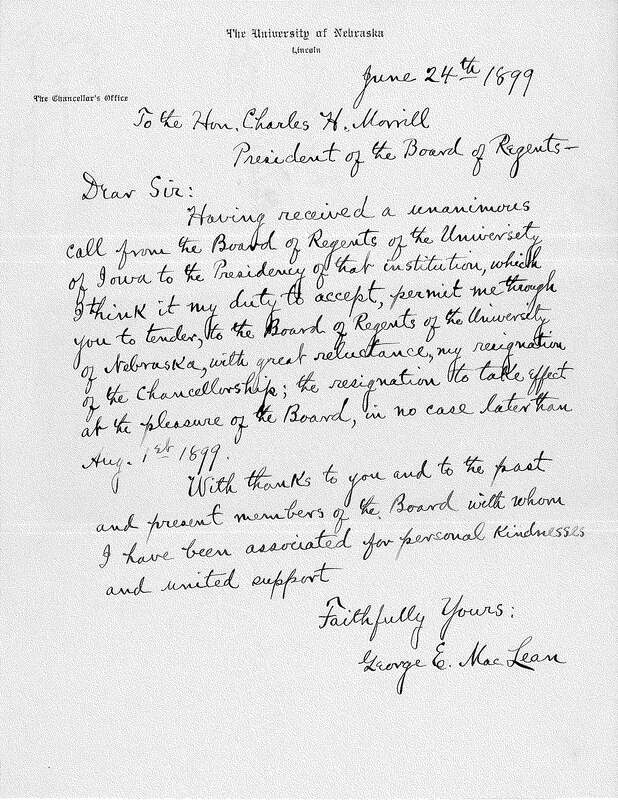 The University of Nebraska
Lincoln
June 24th 1899
The Chancellor's Office
To the Hon. Charles H. Morrill
President of the Board of Regents—
Dear Sir:
Having received a unanimous
call from the Board of Regents of the University
of Iowa to the Presidency of that institution, which
I think it my duty to accept, permit me through
you to tender, to the Board of Regents of the University
of Nebraska, with great reluctance, my resignation
of the Chancellorship; the resignation to take effect
at the pleasure of the Board, in no case later than
Aug. 1st 1899.
With thanks to you and to the past
and present members of the Board with whom
I have been associated for personal kindnesses
and united support
Faithfully Yours:
George E. MacLean